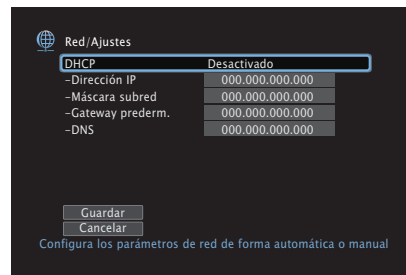 Red/Ajustes
DHCP Desactivado
-Dirección IP 000.000.000.000
-Máscara subred 000.000.000.000
-Gateway prederm. 000.000.000.000
-DNS 000.000.000.000
Guardar
Cancelar
Configura los parámetros de red de forma automática o manual